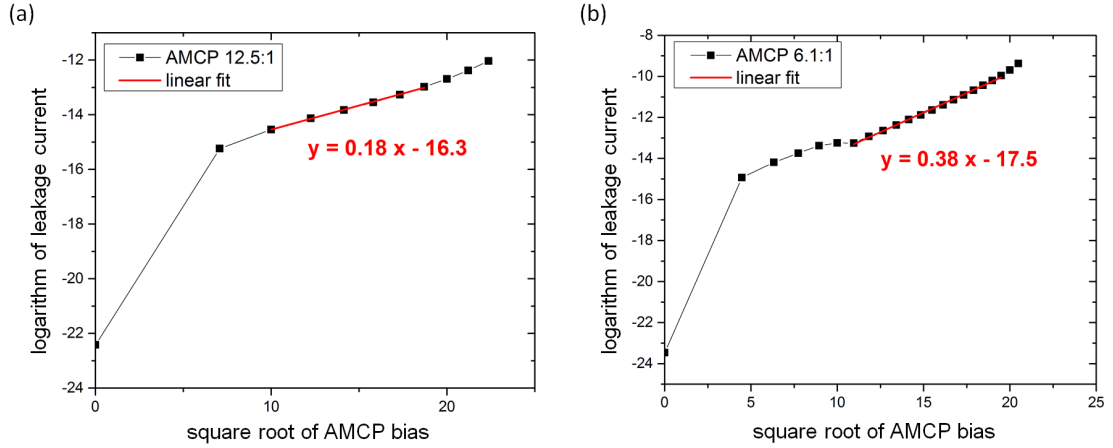 (a)
AMCP 12.5:1
linear fit
-12
-14
-16
-18
-20
-22
-24
y = 0.18 x - 16.3
logarithm of leakage current
0
10
20
square root of AMCP bias
(b)
AMCP 6.1:1
linear fit
-8
-10
-12
-14
-16
-18
-20
-22
-24
y = 0.38 x - 17.5
logarithm of leakage current
0
5
10
15
20
25
square root of AMCP bias